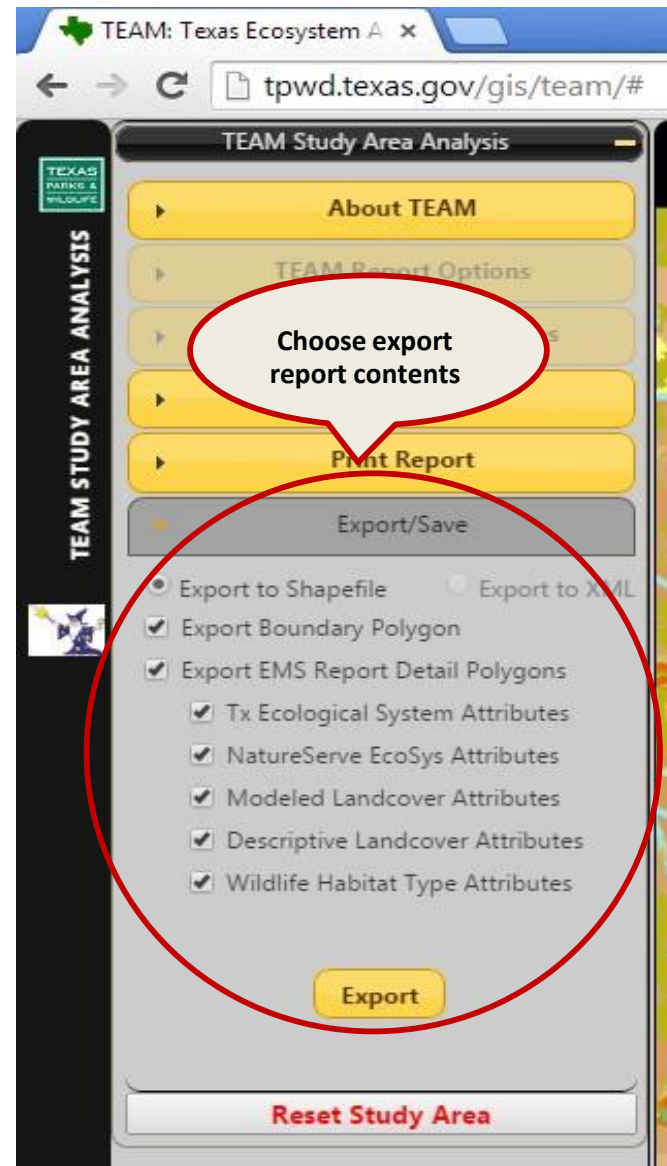 TEAM: Texas Ecosystem A
tpwd.texas.gov/gis/team/#
TEAM Study Area Analysis
TEXAS
PARKS &
WILDLIFE
TEAM STUDY AREA ANALYSIS
About TEAM
TEAM Report Options
Choose export
report contents
Print Report
Export/Save
Export to Shapefile Export to XML
Export Boundary Polygon
Export EMS Report Detail Polygons
Tx Ecological System Attributes
NatureServe EcoSys Attributes
Modeled Landcover Attributes
Descriptive Landcover Attributes
Wildlife Habitat Type Attributes
Export
Reset Study Area